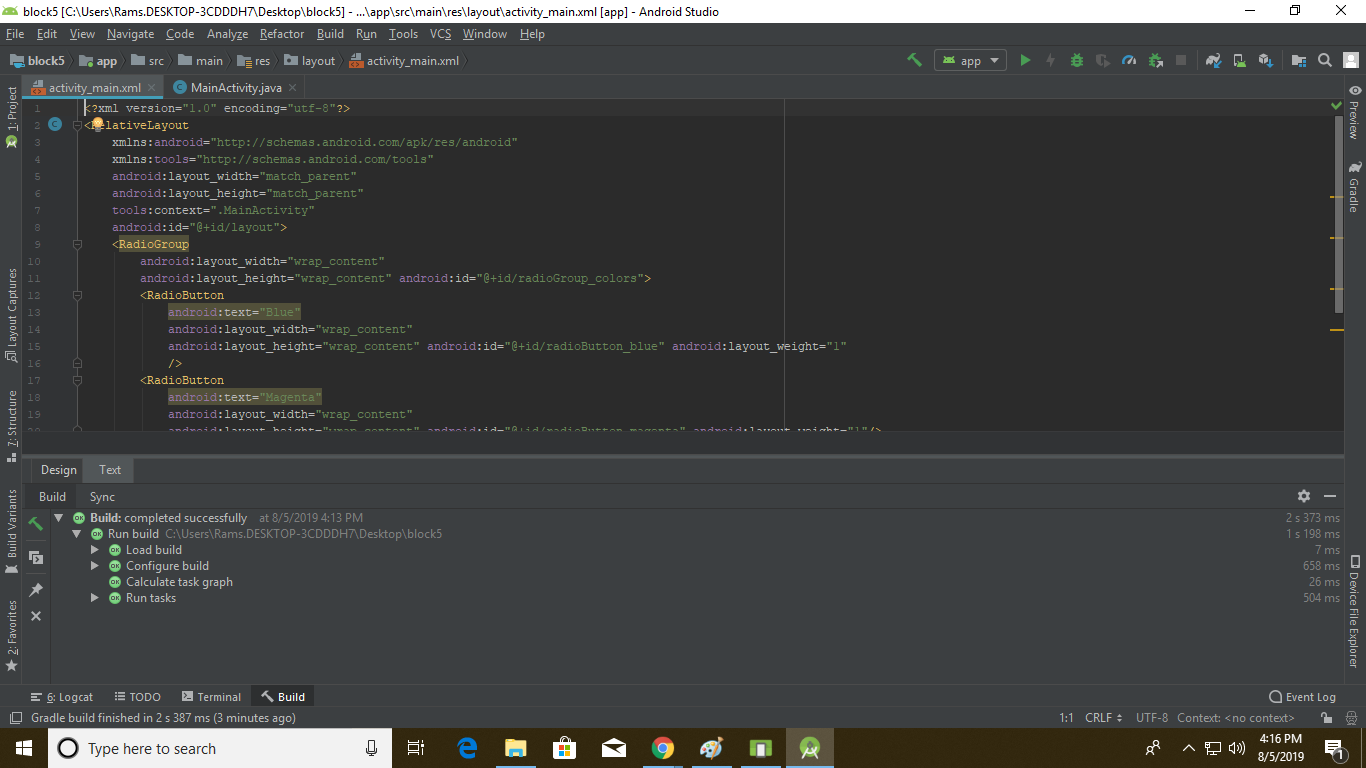 block5 [C:\Users\Rams.DESKTOP-3CDDDH7\Desktop\block5] - ...\app\src\main\res\layout\activity_main.xml [app] - Android Studio
File Edit View Navigate Code Analyze Refactor Build Run Tools VCS Window Help
block5 app src main res layout activity_main.xml app
activity_main.xml MainActivity.java
1: Project
Layout Captures
7: Structure
Build Variants
2: Favorites
1 <?xml version="1.0" encoding="utf-8"?>
2 <RelativeLayout
3 xmlns:android="http://schemas.android.com/apk/res/android"
4 xmlns:tools="http://schemas.android.com/tools"
5 android:layout_width="match_parent"
6 android:layout_height="match_parent"
7 tools:context=".MainActivity"
8 android:id="@+id/layout">
9 <RadioGroup
10 android:layout_width="wrap_content"
11 android:layout_height="wrap_content" android:id="@+id/radioGroup_colors">
12 <RadioButton
13 android:text="Blue"
14 android:layout_width="wrap_content"
15 android:layout_height="wrap_content" android:id="@+id/radioButton_blue" android:layout_weight="1"
16 />
17 <RadioButton
18 android:text="Magenta"
19 android:layout_width="wrap_content"
20 android:layout_height="wrap_content" android:id="@+id/radioButton_magenta" android:layout_weight="1"/>
Preview
Gradle
Device File Explorer
Design Text
Build Sync
Build: completed successfully at 8/5/2019 4:13 PM 2 s 373 ms
Run build C:\Users\Rams.DESKTOP-3CDDDH7\Desktop\block5 1 s 198 ms
Load build 7 ms
Configure build 658 ms
Calculate task graph 26 ms
Run tasks 504 ms
6: Logcat TODO Terminal Build Event Log
Gradle build finished in 2 s 387 ms (3 minutes ago) 1:1 CRLF UTF-8 Context: <no context>
Type here to search
4:16 PM
8/5/2019
1